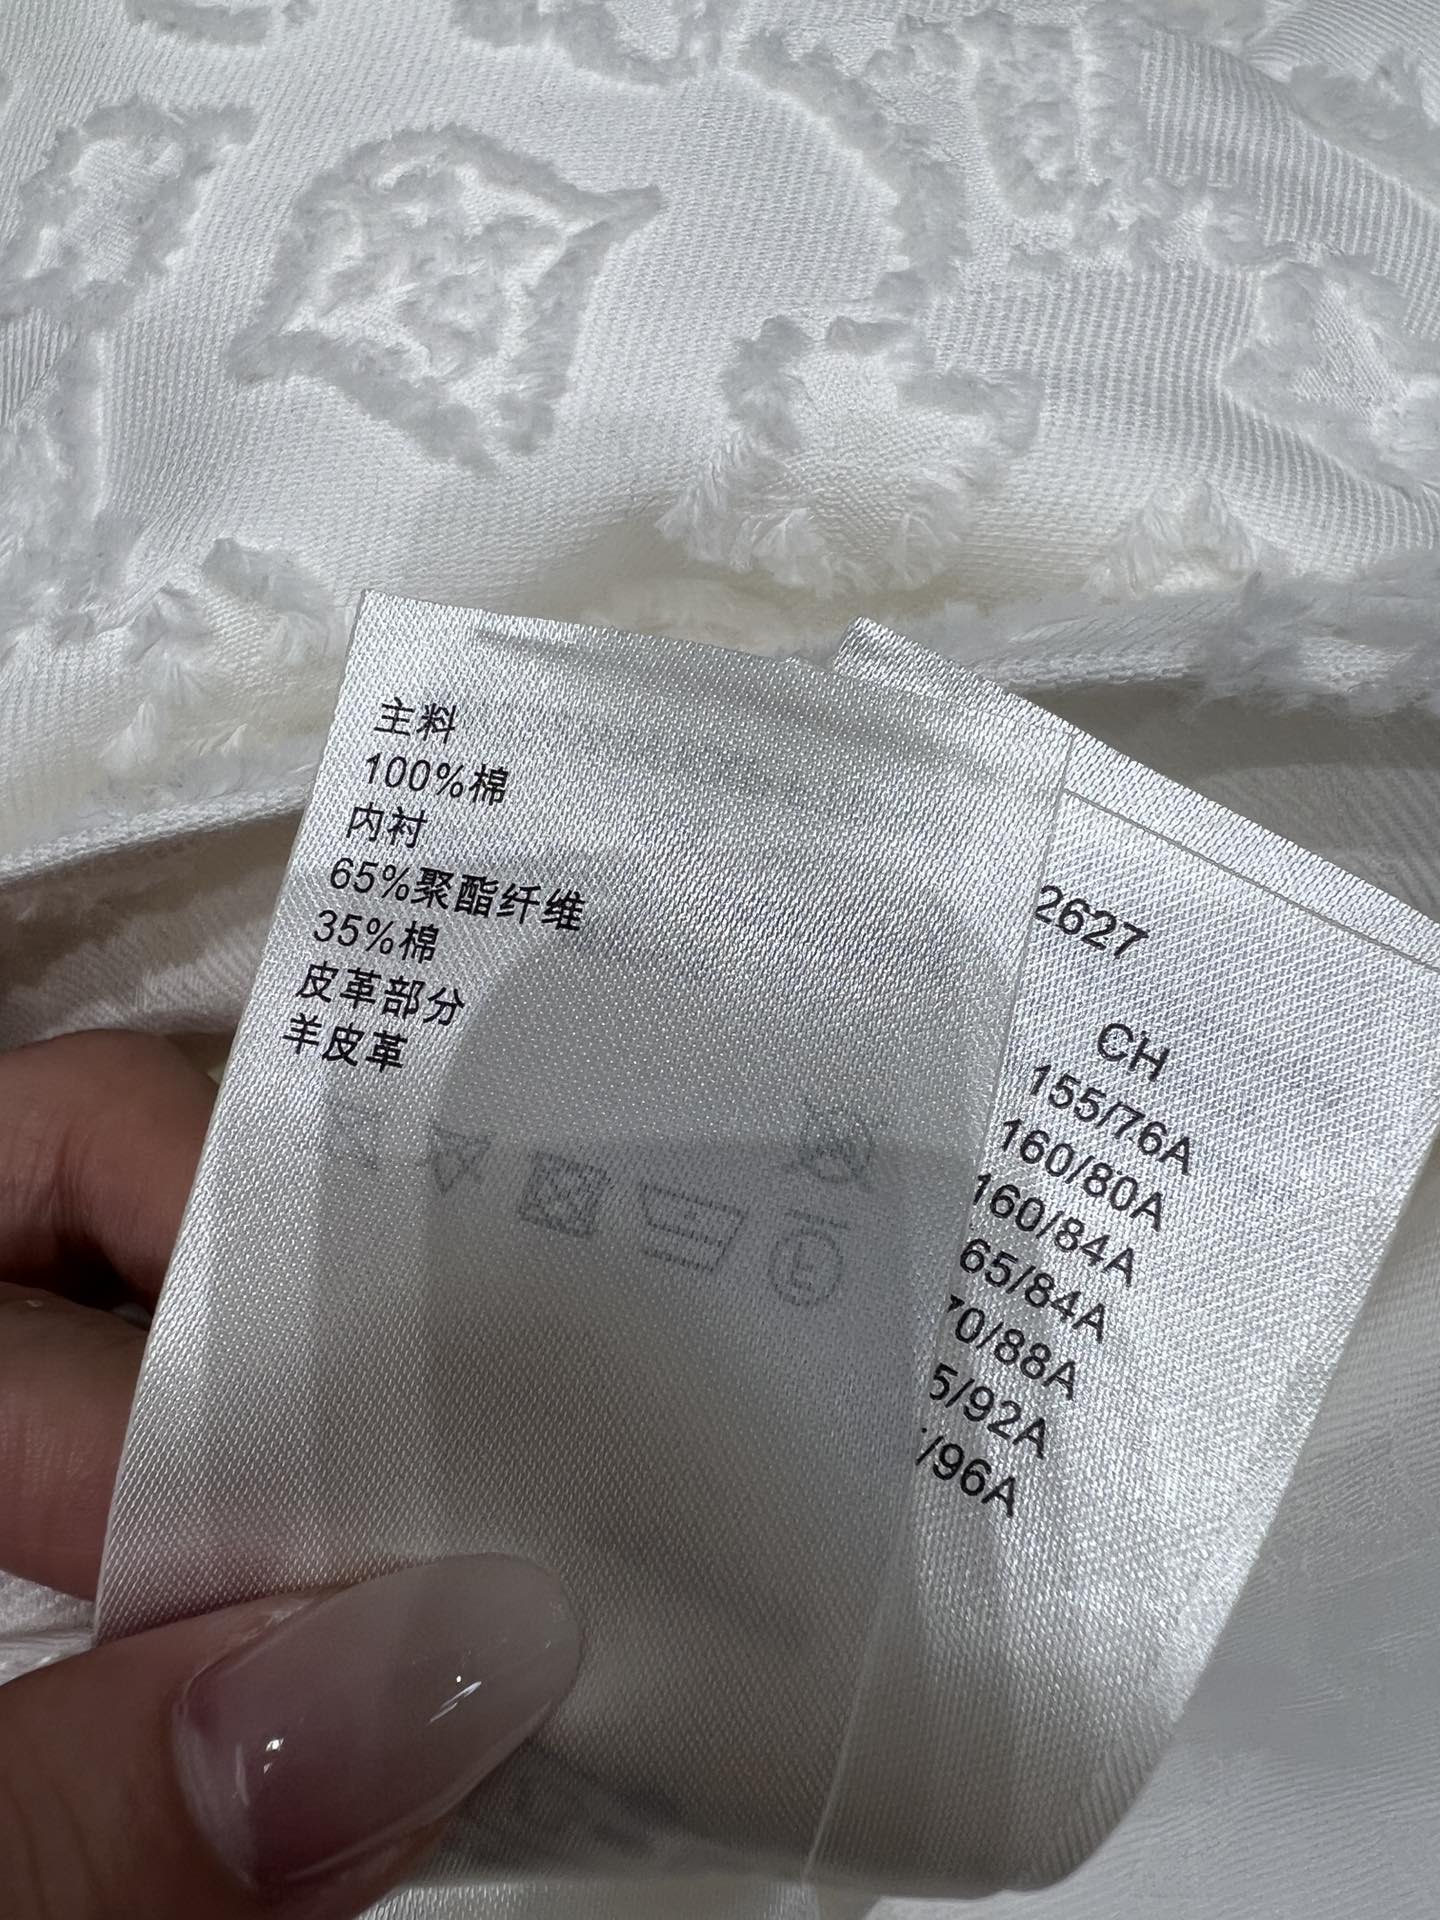 主料
100%棉
内衬
65%聚酯纤维
35%棉
皮革部分
羊皮革
2627
CH
155/76A
160/80A
160/84A
65/84A
70/88A
5/92A
/96A